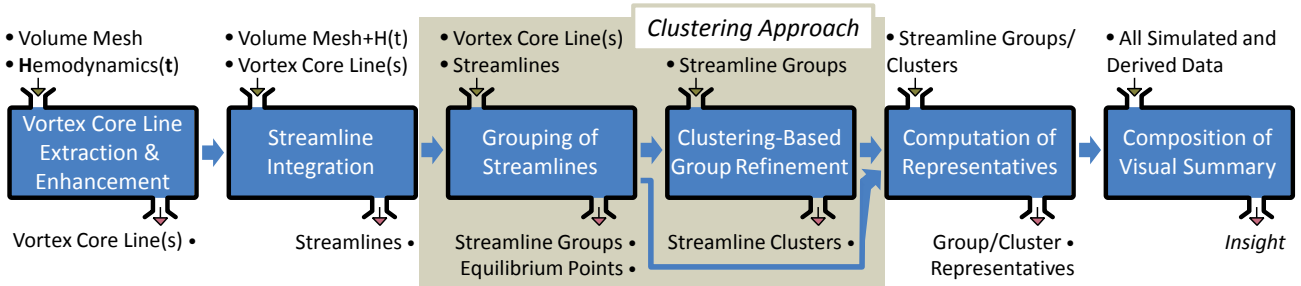 Clustering Approach
• Volume Mesh
• Hemodynamics(t)
Vortex Core Line
Extraction &
Enhancement
Vortex Core Line(s) •
• Volume Mesh+H(t)
• Vortex Core Line(s)
Streamline
Integration
Streamlines •
• Vortex Core Line(s)
• Streamlines
Grouping of
Streamlines
Streamline Groups •
Equilibrium Points •
• Streamline Groups
Clustering-Based
Group Refinement
Streamline Clusters •
• Streamline Groups/
Clusters
Computation of
Representatives
Group/Cluster •
Representatives
• All Simulated and
Derived Data
Composition of
Visual Summary
Insight